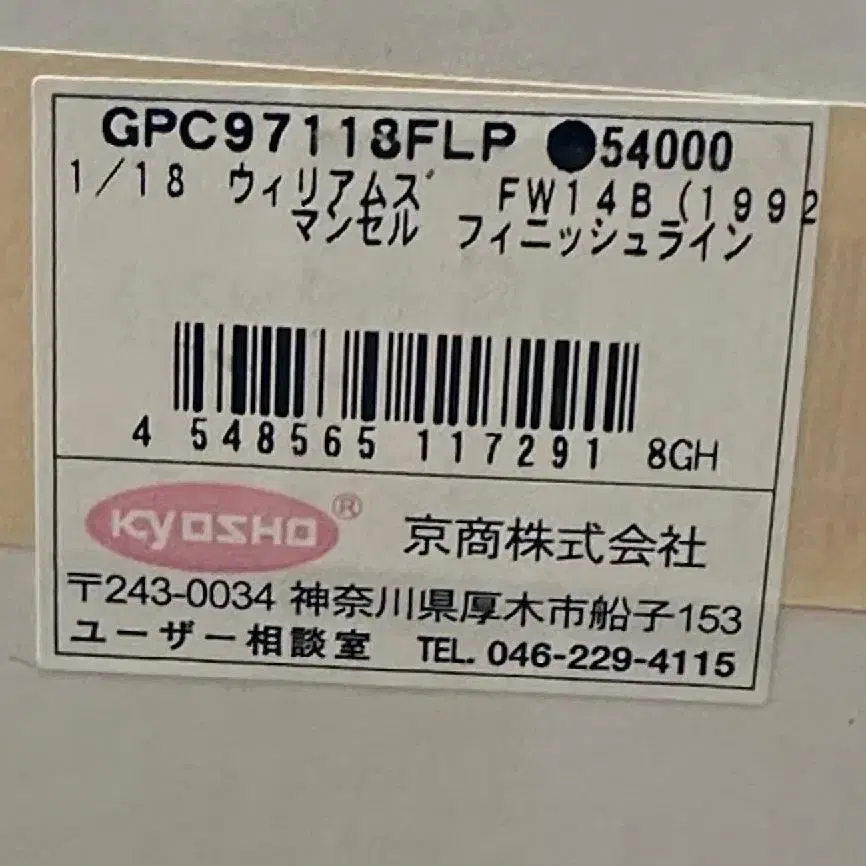 GPC97118FLP ●54000
1/18 ウィリアムズ FW14B(1992
マンセル フィニッシュライン
4 548565 117291 8GH
KYOSHO® 京商株式会社
〒243-0034 神奈川県厚木市船子153
ユーザー相談室 TEL. 046-229-4115